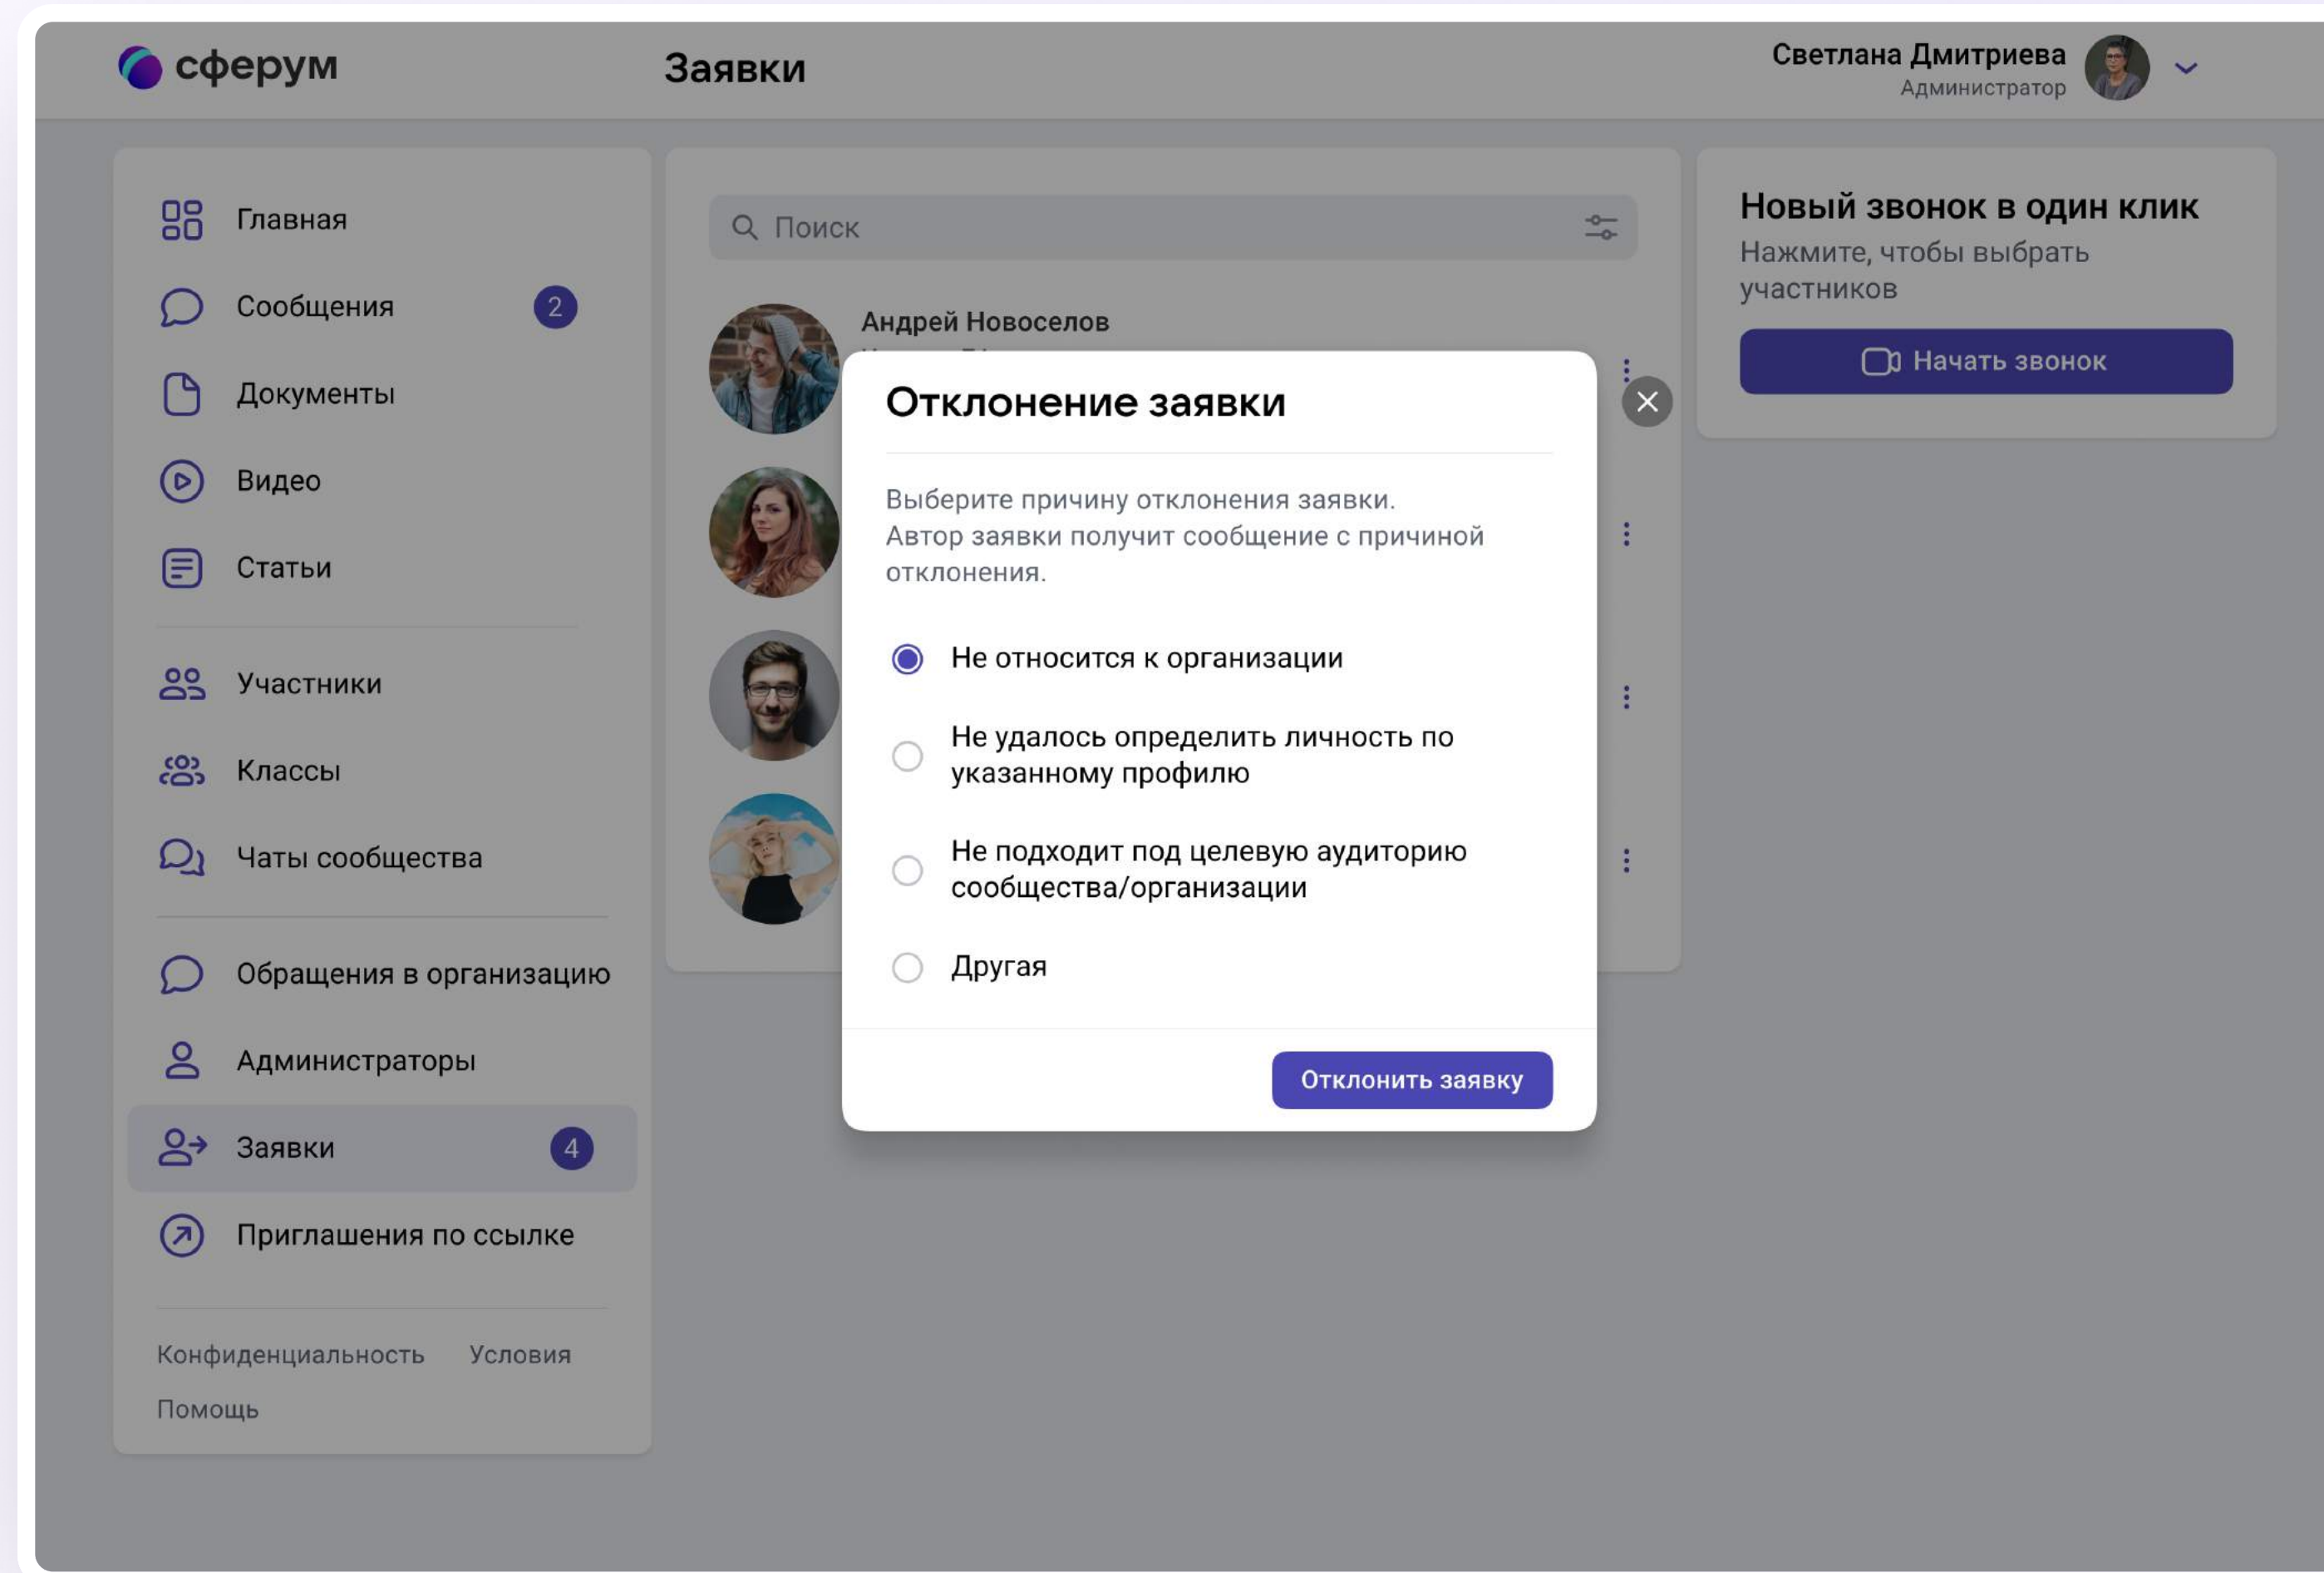 сферум
Заявки
Светлана Дмитриева
Администратор
Главная
Сообщения
2
Документы
Видео
Статьи
Участники
Классы
Чаты сообщества
Обращения в организацию
Администраторы
Заявки
4
Приглашения по ссылке
Конфиденциальность
Условия
Помощь
Поиск
Андрей Новоселов
Отклонение заявки
Выберите причину отклонения заявки.
Автор заявки получит сообщение с причиной
отклонения.
Не относится к организации
Не удалось определить личность по
указанному профилю
Не подходит под целевую аудиторию
сообщества/организации
Другая
Отклонить заявку
Новый звонок в один клик
Нажмите, чтобы выбрать
участников
Начать звонок